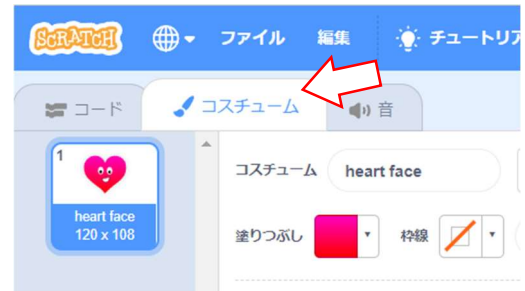 SCRATCH ファイル 編集 チュートリア
コード コスチューム 音
1
heart face
120 x 108
コスチューム heart face
塗りつぶし 枠線